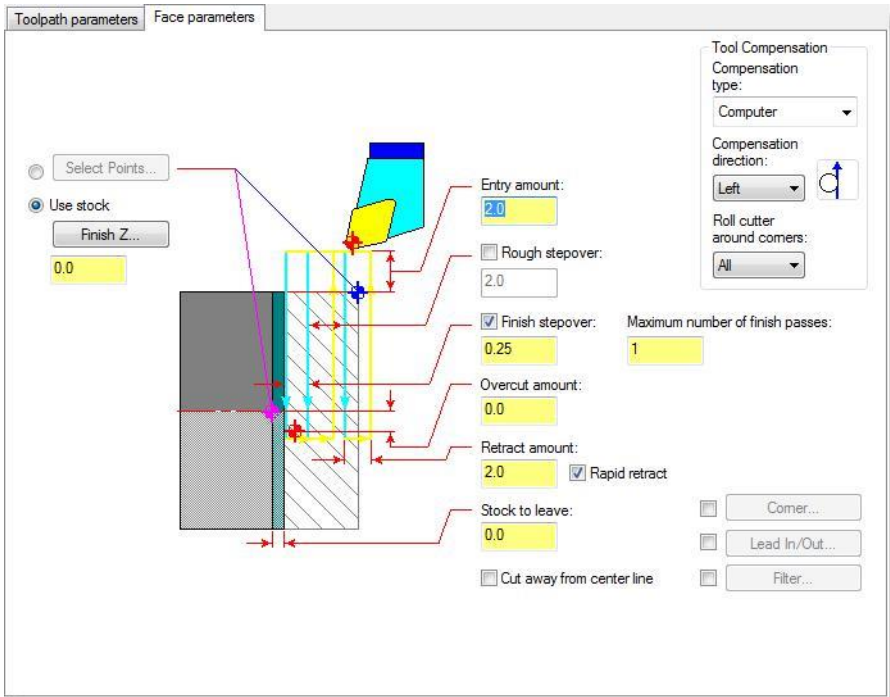 Toolpath parameters
Face parameters
Select Points...
Use stock
Finish Z...
0.0
Entry amount:
2.0
Rough stepover:
2.0
Finish stepover:
0.25
Maximum number of finish passes:
1
Overcut amount:
0.0
Retract amount:
2.0
Rapid retract
Stock to leave:
0.0
Cut away from center line
Tool Compensation
Compensation
type:
Computer
Compensation
direction:
Left
Roll cutter
around corners:
All
Corner...
Lead In/Out...
Filter...